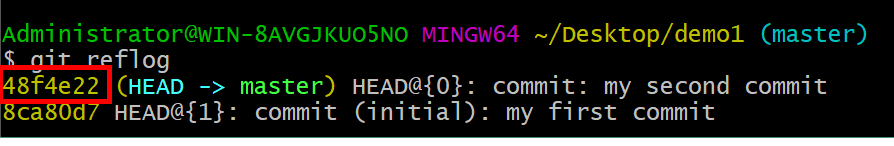 Administrator@WIN-8AVGJKUO5NO MINGW64 ~/Desktop/demo1 (master)
$ git reflog
48f4e22 (HEAD -> master) HEAD@{0}: commit: my second commit
8ca80d7 HEAD@{1}: commit (initial): my first commit